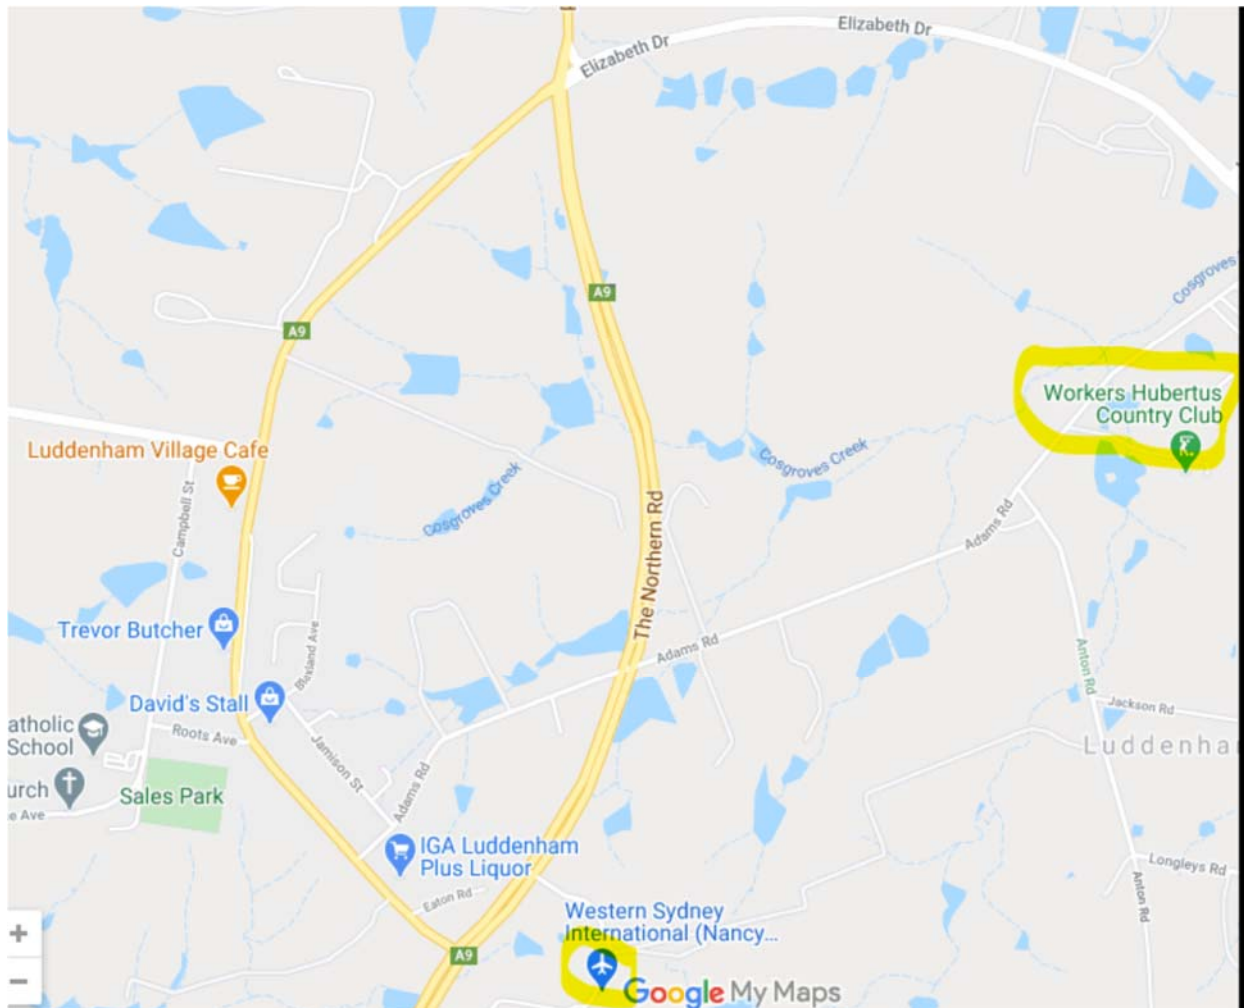 Elizabeth Dr
Elizabeth Dr
Cosgroves
A9
A9
Workers Hubertus
Country Club
Luddenham Village Cafe
Cosgroves Creek
Cosgroves Creek
Campbell St
The Northern Rd
Adams Rd
Trevor Butcher
Blaxland Ave
Adams Rd
Anton Rd
David's Stall
Jackson Rd
atholic
School
Roots Ave
Luddenha
Jamison St
urch
Sales Park
Adams Rd
e Ave
IGA Luddenham
Plus Liquor
Longleys Rd
Eaton Rd
Anton Rd
Western Sydney
International (Nancy...
+
A9
−
Google My Maps